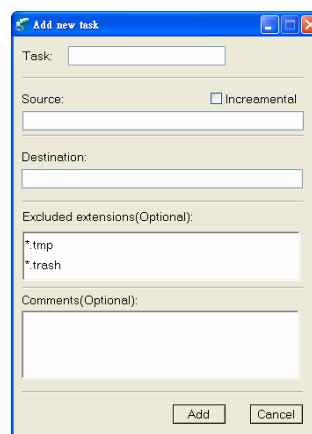 Add new task
Task:
Source:
Increamental
Destination:
Excluded extensions(Optional):
*.tmp
*.trash
Comments(Optional):
Add
Cancel